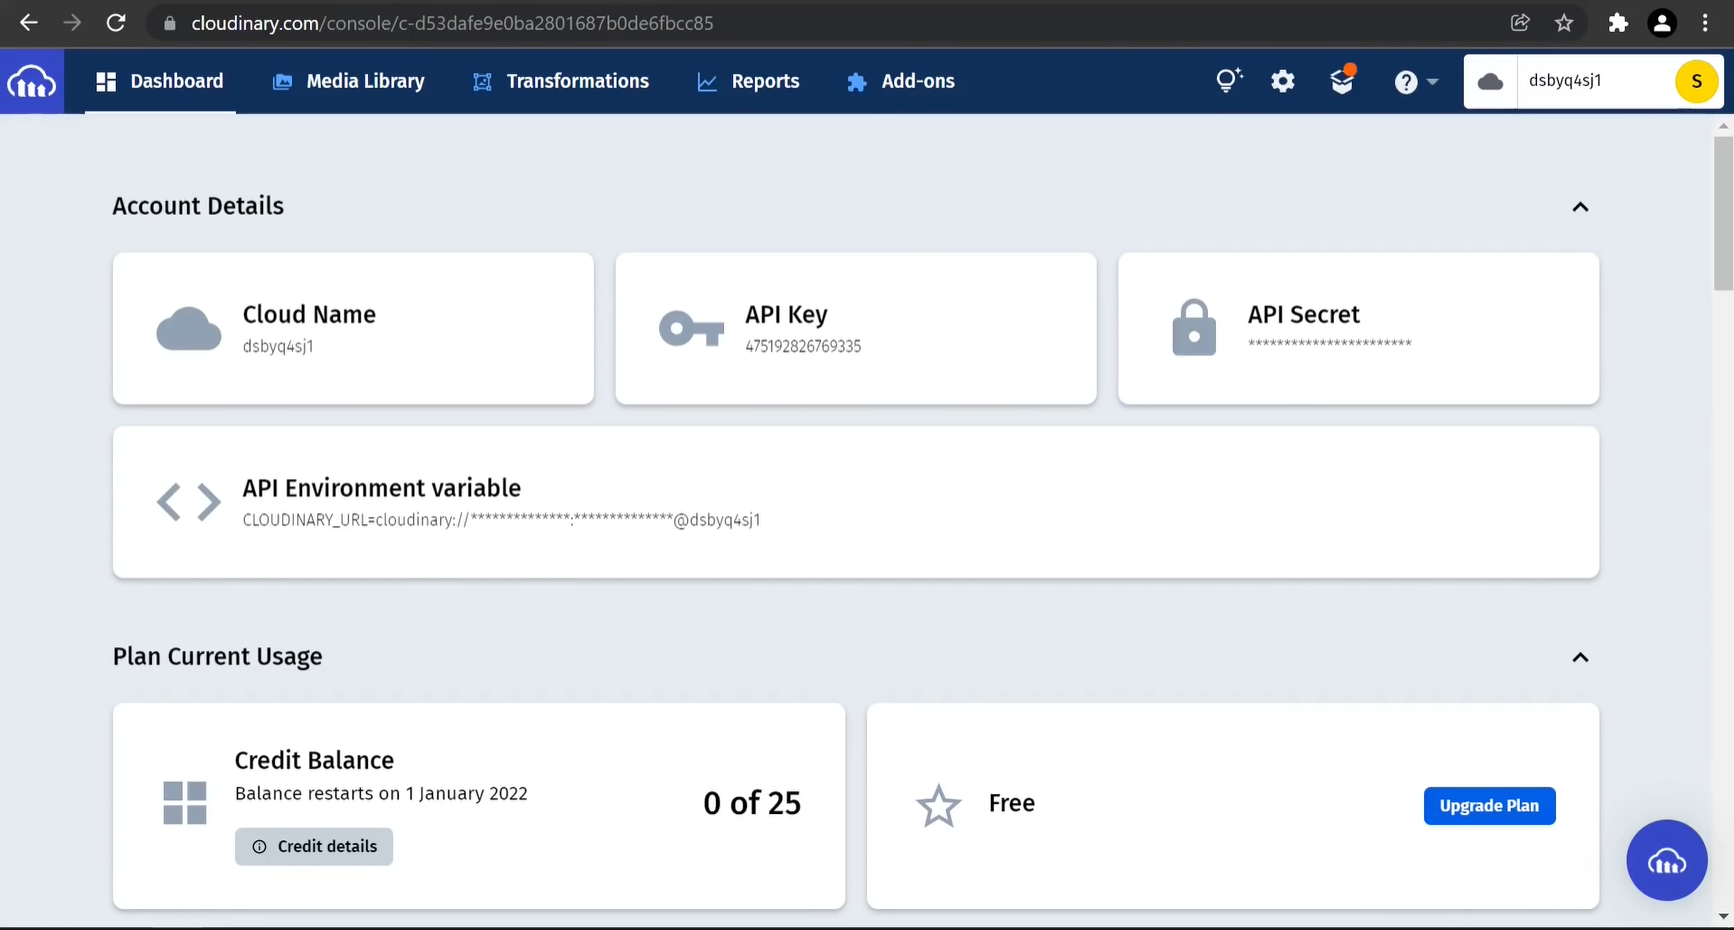 cloudinary.com/console/c-d53dafe9e0ba2801687b0de6fbcc85
Dashboard
Media Library
Transformations
Reports
Add-ons
?
dsbyq4sj1
S
Account Details
Cloud Name
dsbyq4sj1
API Key
475192826769335
API Secret
***********************
API Environment variable
CLOUDINARY_URL=cloudinary://**************:**************@dsbyq4sj1
Plan Current Usage
Credit Balance
Balance restarts on 1 January 2022
0 of 25
Credit details
Free
Upgrade Plan